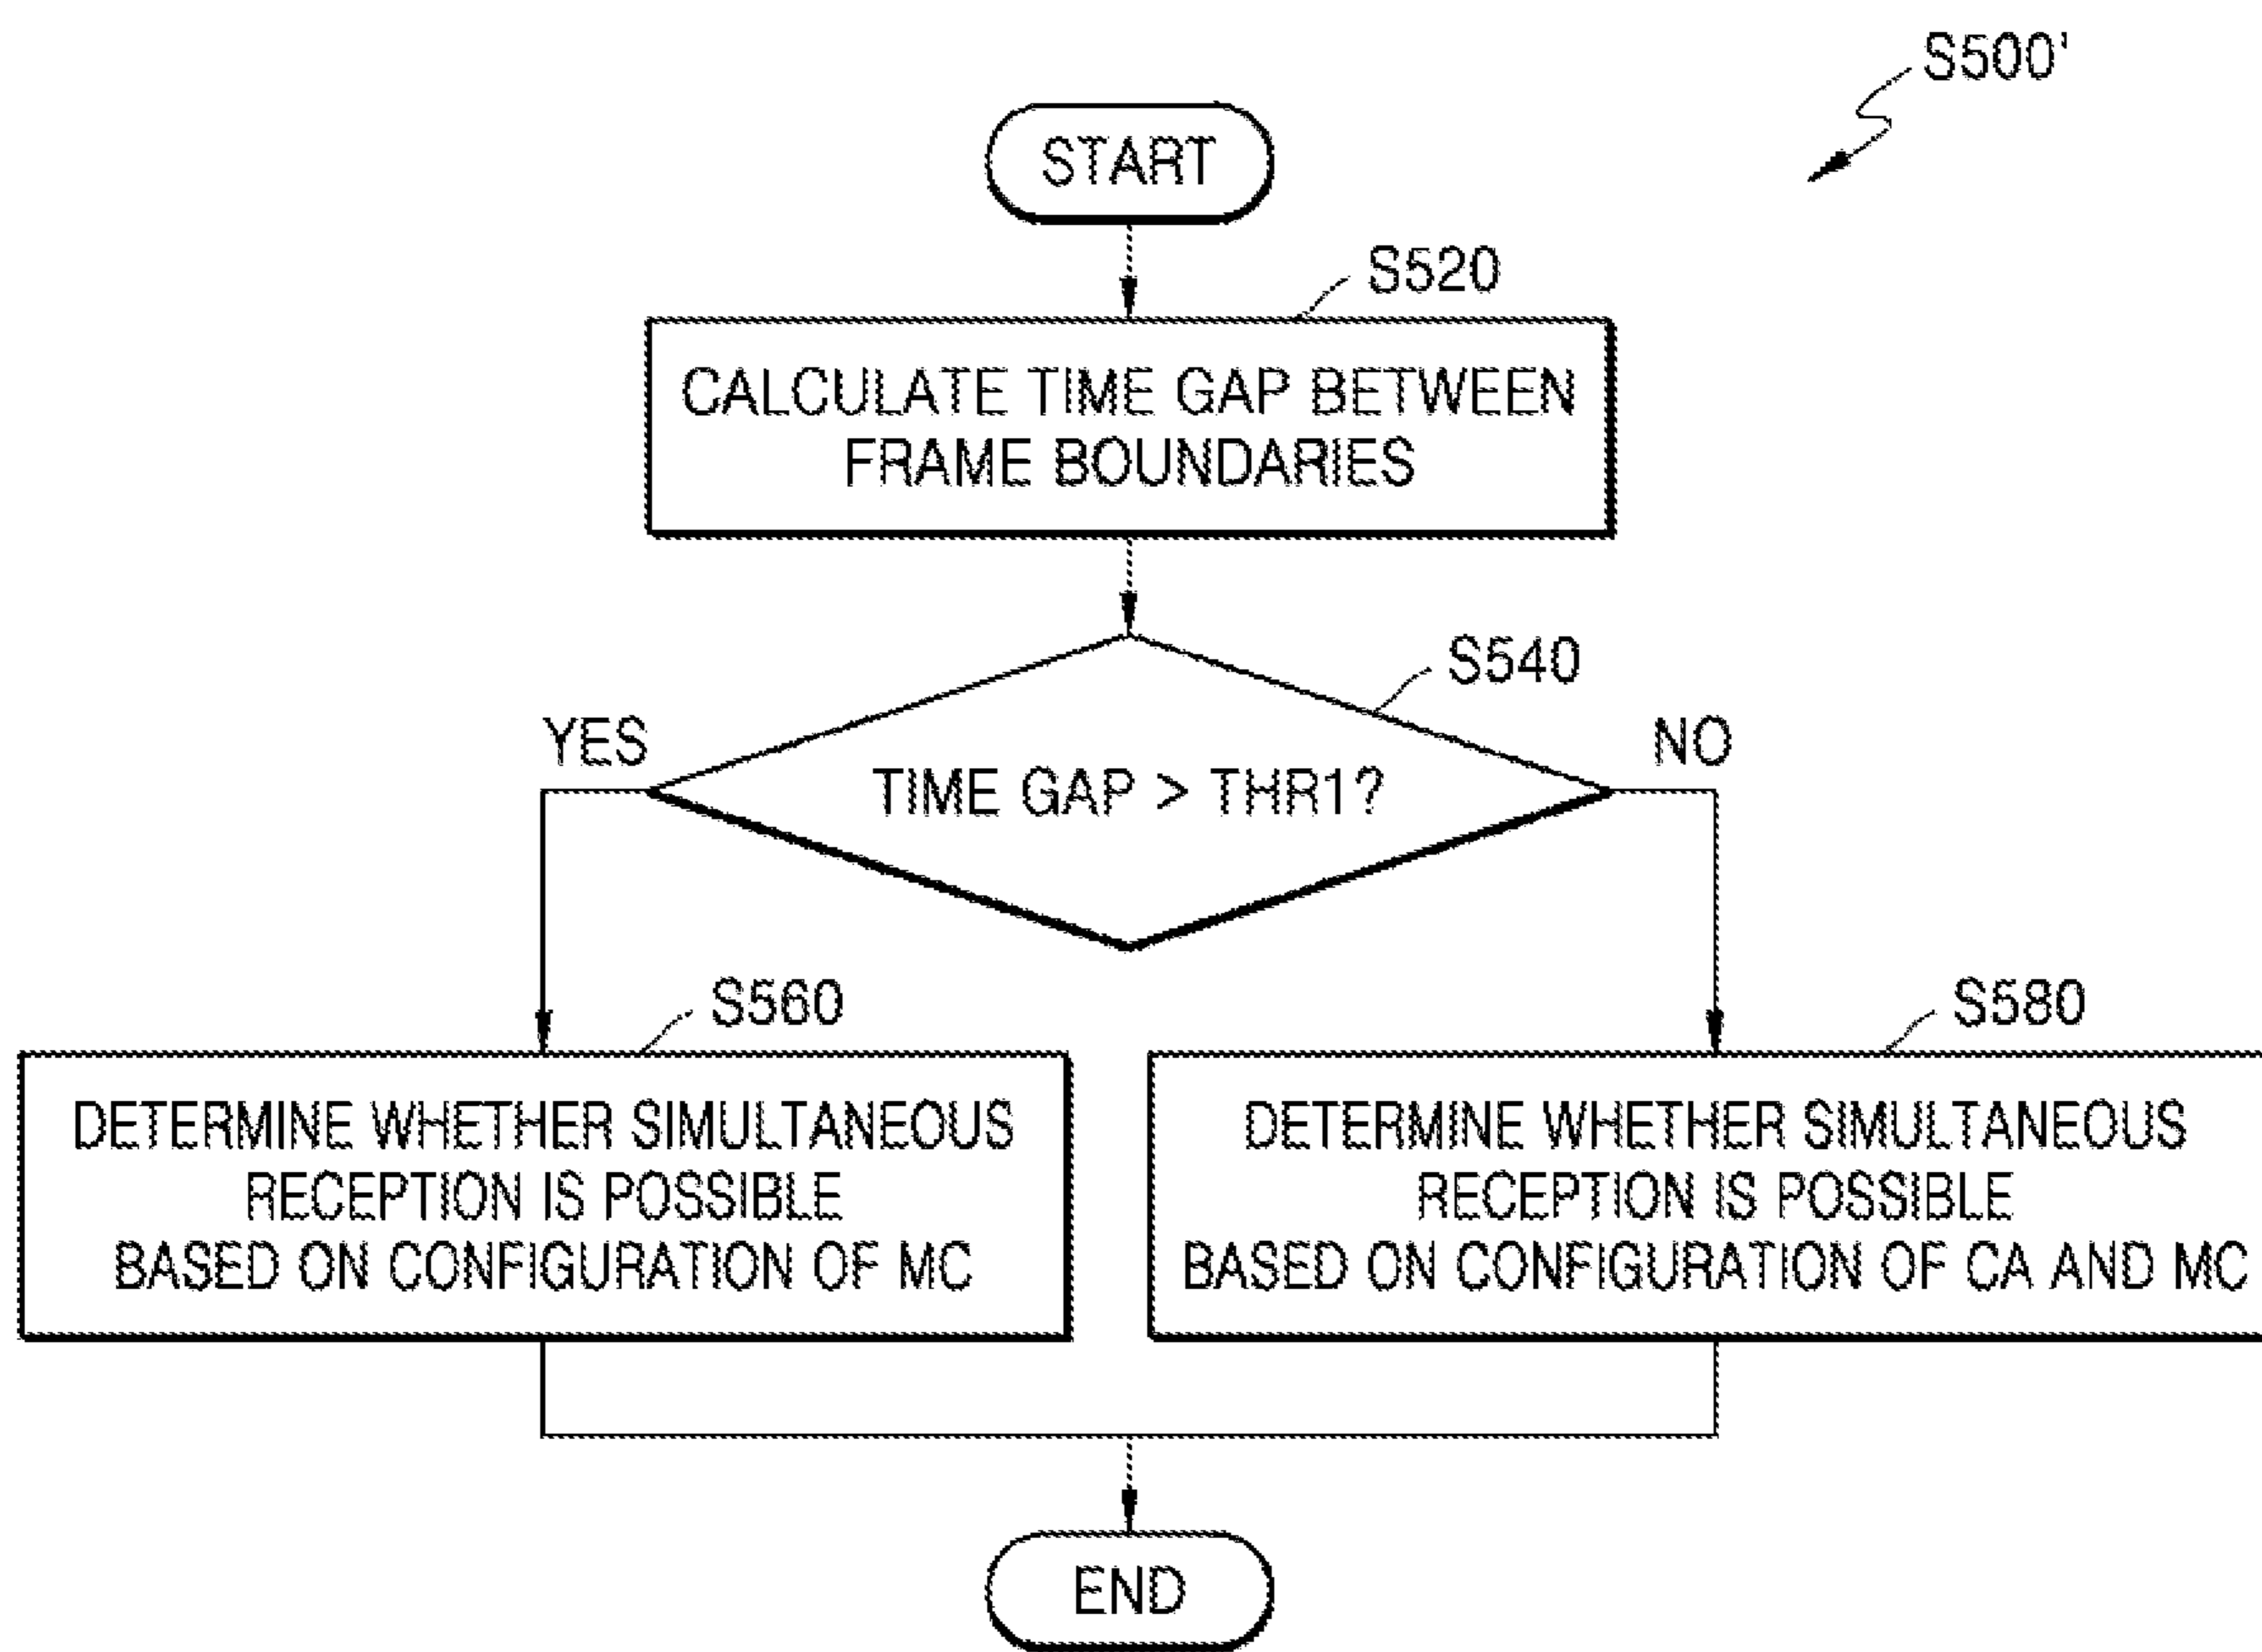 S500'
START
S520
CALCULATE TIME GAP BETWEEN
FRAME BOUNDARIES
S540
YES
NO
TIME GAP > THR1?
S560
S580
DETERMINE WHETHER SIMULTANEOUS
RECEPTION IS POSSIBLE
BASED ON CONFIGURATION OF MC
DETERMINE WHETHER SIMULTANEOUS
RECEPTION IS POSSIBLE
BASED ON CONFIGURATION OF CA AND MC
END